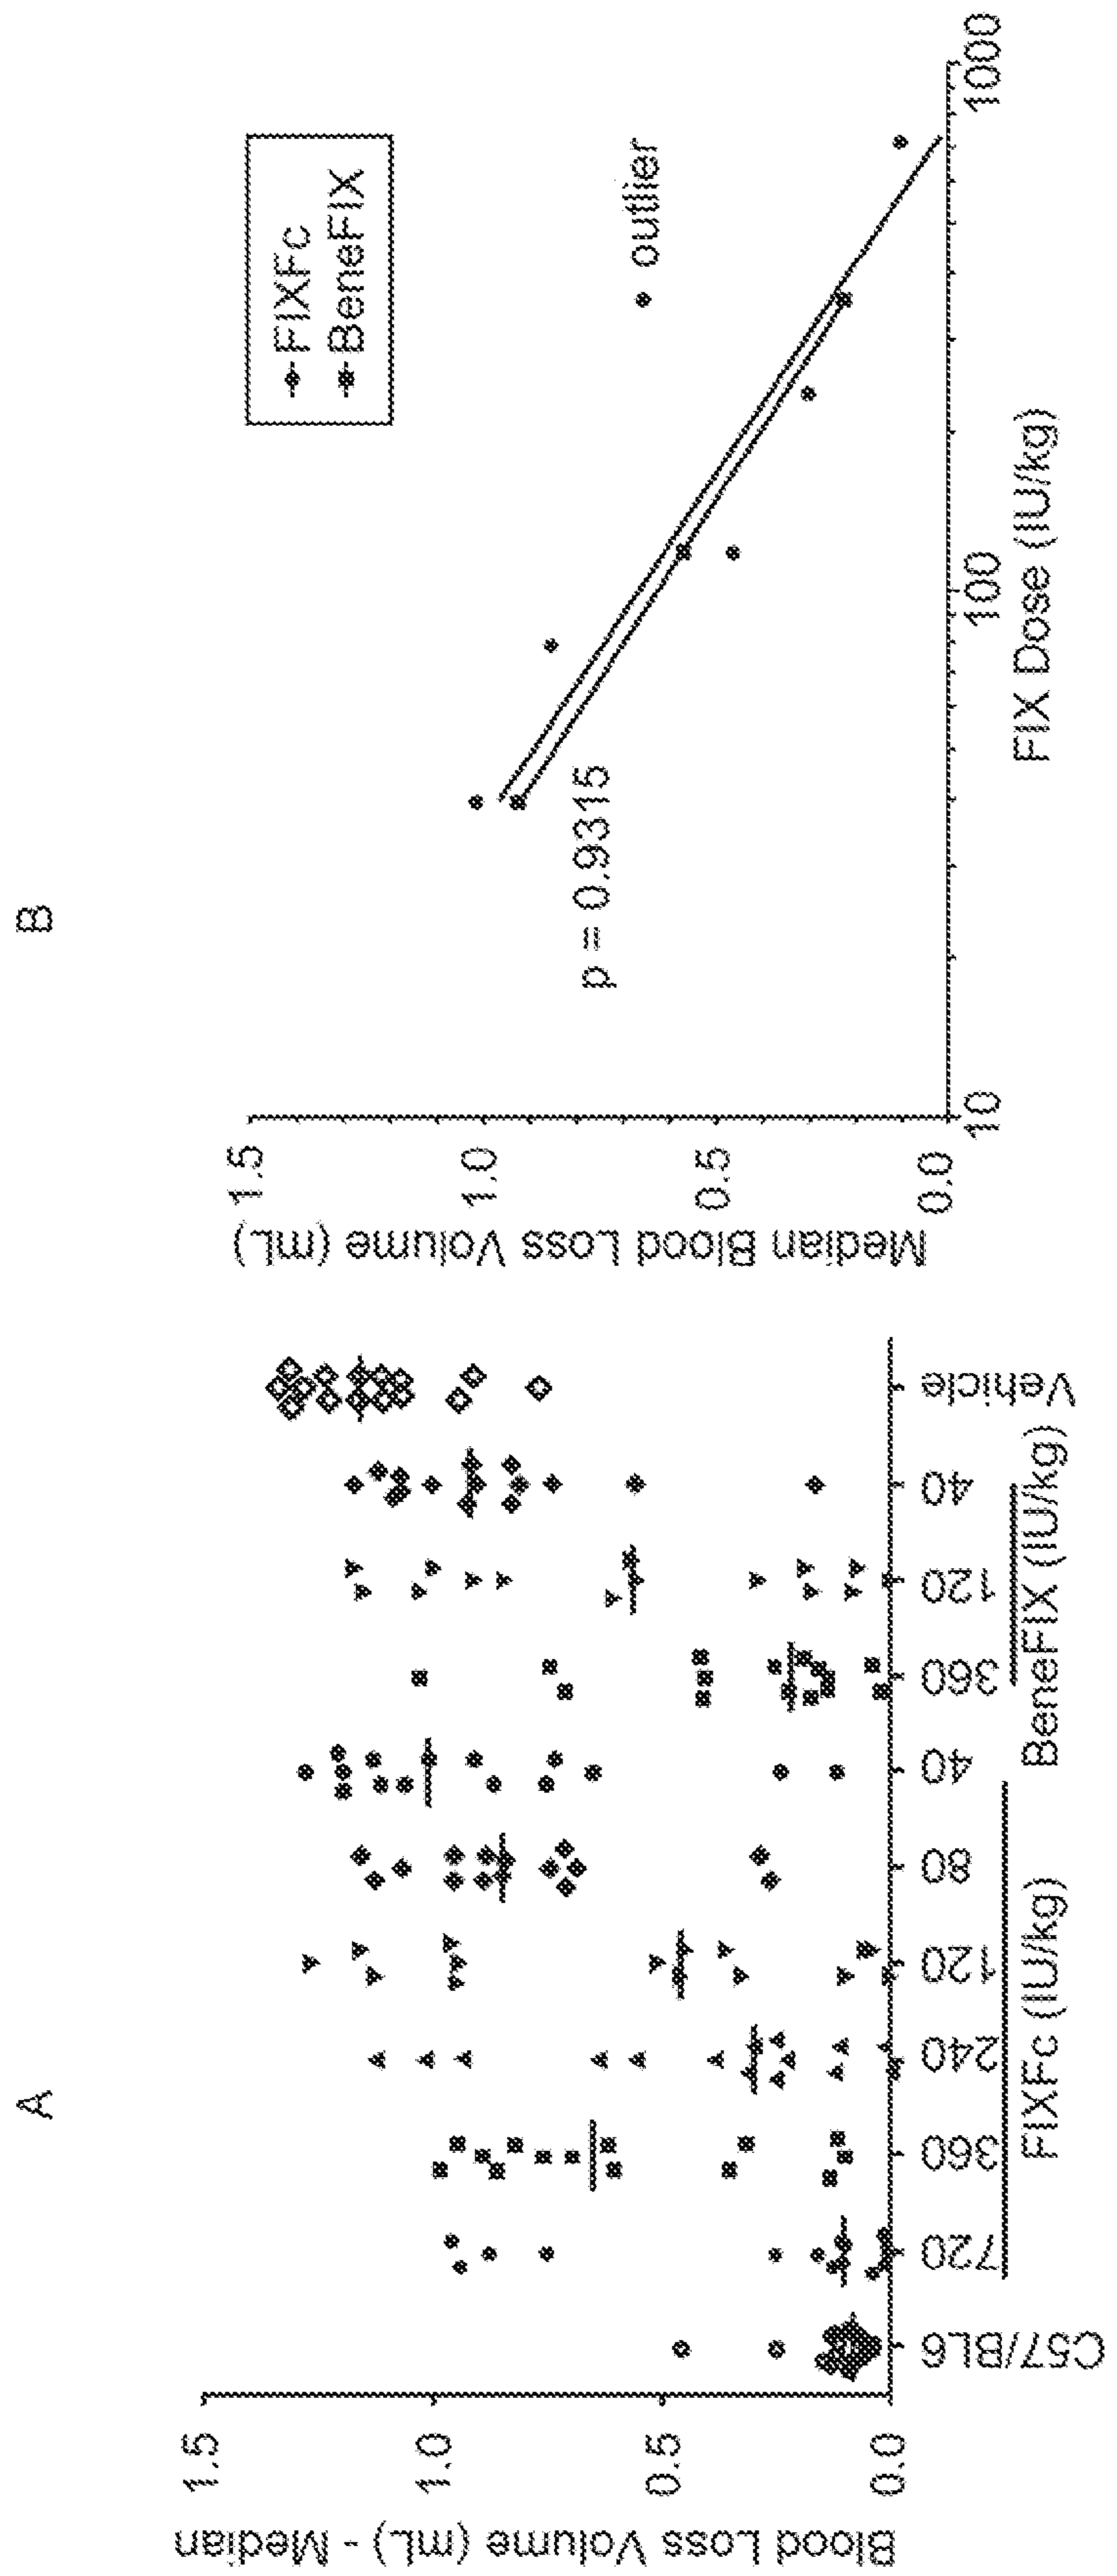 A
Blood Loss Volume (mL) - Median
1.5
1.0
0.5
0.0
C57/BL6
720
360
240
120
80
40
360
120
40
Vehicle
FIXFc (IU/kg)
BeneFIX (IU/kg)
B
Median Blood Loss Volume (mL)
1.5
1.0
0.5
0.0
FIXFc
BeneFIX
outlier
p = 0.9315
10
100
1000
FIX Dose (IU/kg)